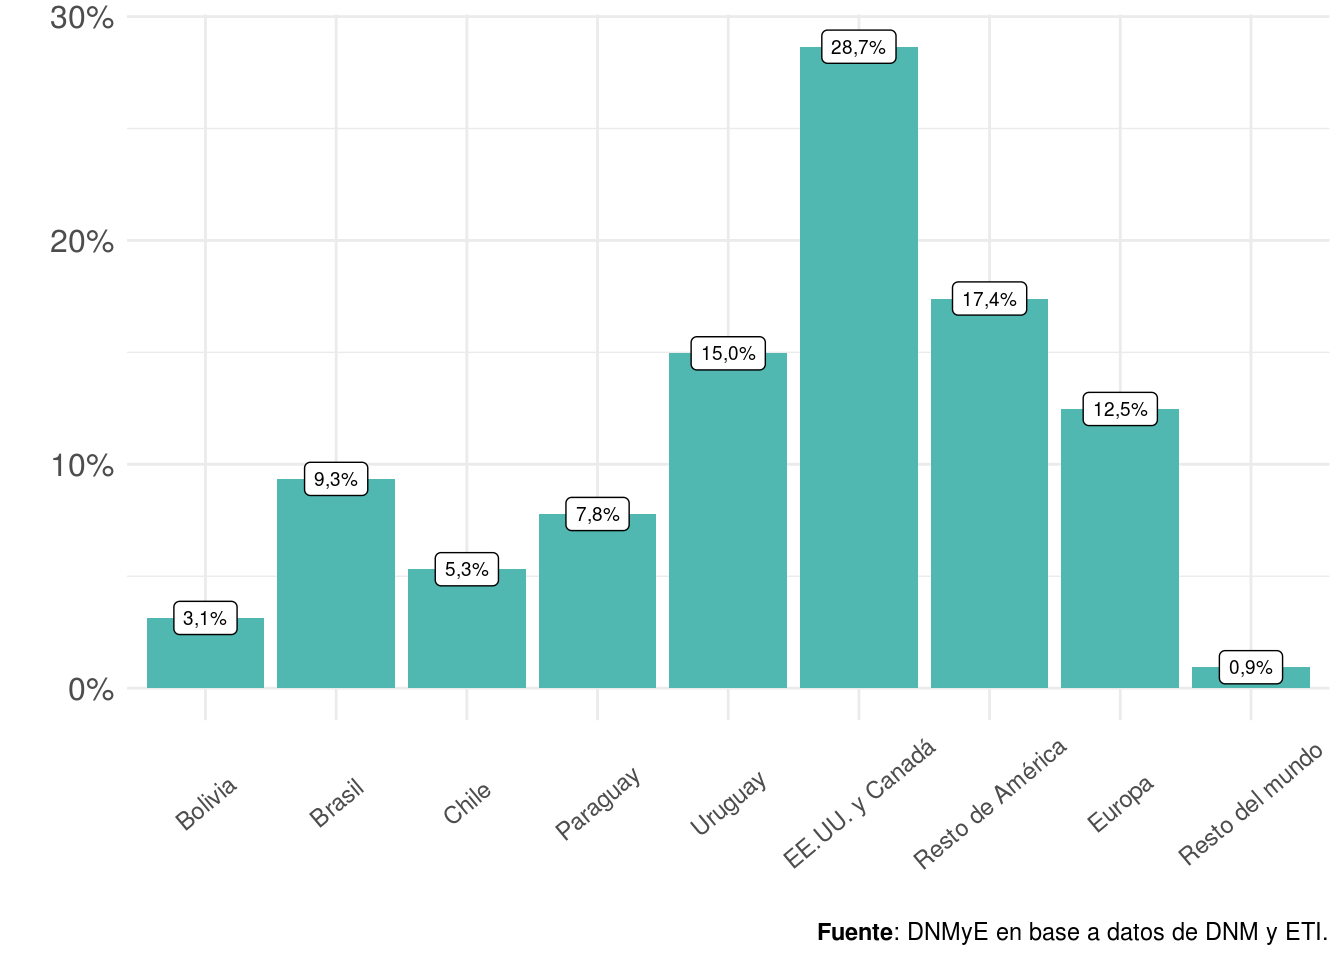 30%
20%
10%
0%
3,1%
9,3%
5,3%
7,8%
15,0%
28,7%
17,4%
12,5%
0,9%
Bolivia
Brasil
Chile
Paraguay
Uruguay
EE.UU. y Canadá
Resto de América
Europa
Resto del mundo
Fuente: DNMyE en base a datos de DNM y ETI.